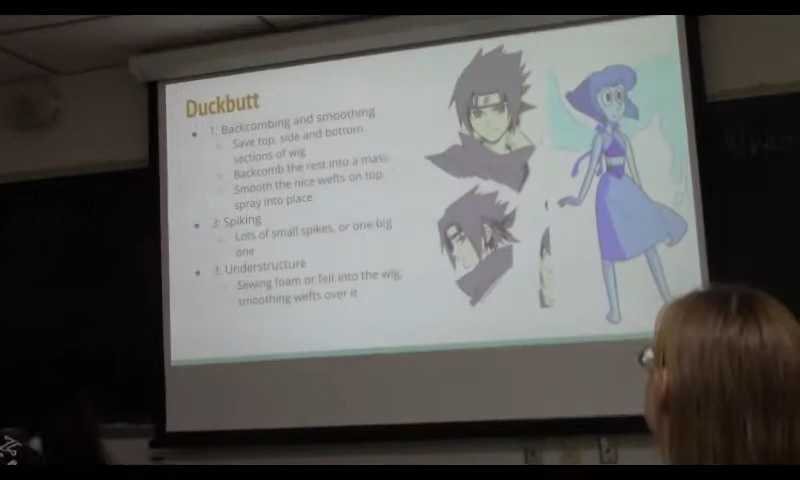 Duckbutt
1: Backcombing and smoothing
Save top, side and bottom
sections of wig
Backcomb the rest into a mass
Smooth the nice wefts on top,
spray into place
2: Spiking
Lots of small spikes, or one big
one
3: Understructure
Sewing foam or felt into the wig,
smoothing wefts over it